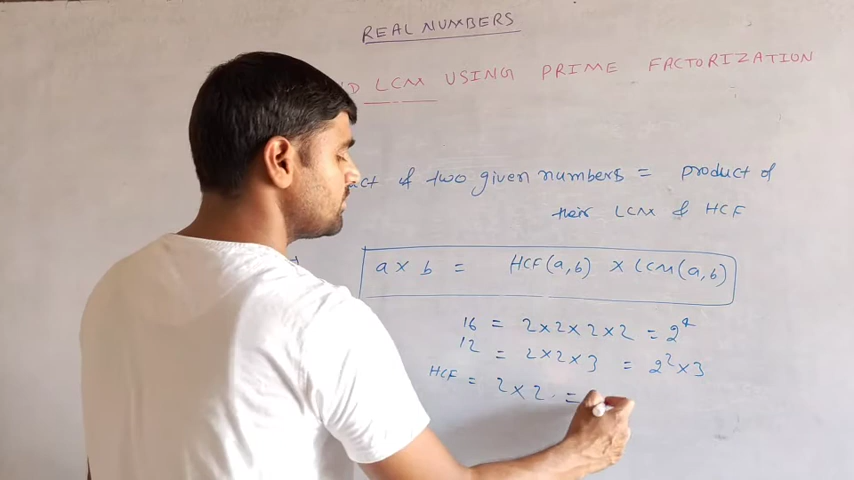 REAL NUMBERS
LCM USING PRIME FACTORIZATION
of two given numbers = product of
their LCM & HCF
a × b = HCF(a,b) × LCM(a,b)
16 = 2×2×2×2 = 2⁴
12 = 2×2×3 = 2²×3
HCF = 2×2 =